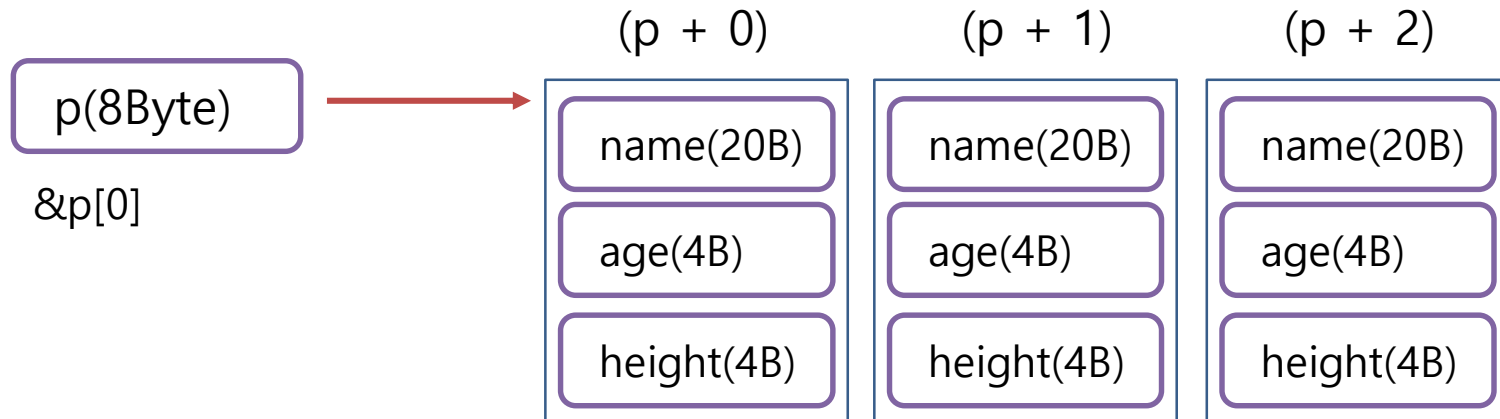 (p + 0) (p + 1) (p + 2)
p(8Byte)
&p[0]
name(20B) name(20B) name(20B)
age(4B) age(4B) age(4B)
height(4B) height(4B) height(4B)